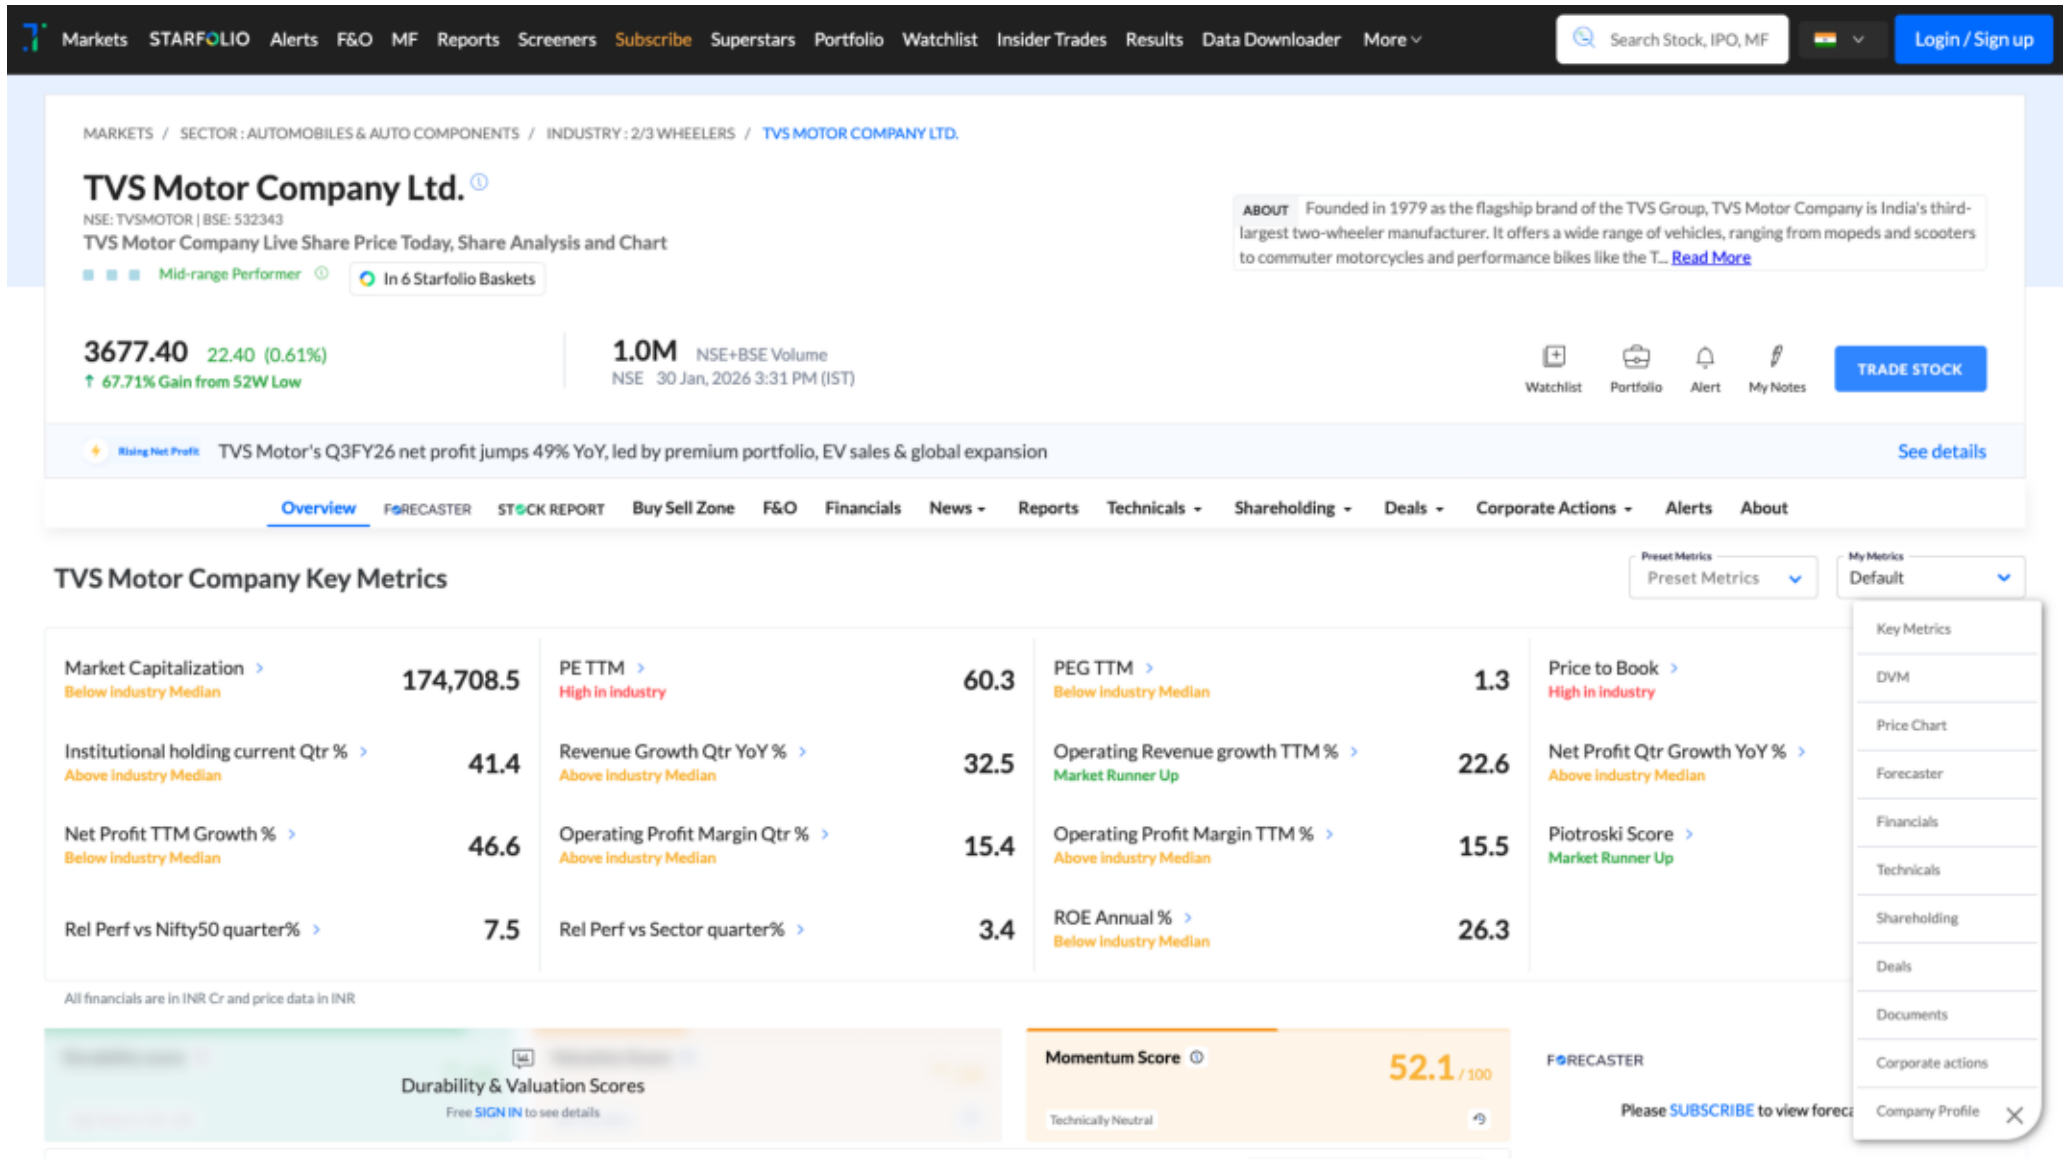 Markets STARFOLIO Alerts F&O MF Reports Screeners Subscribe Superstars Portfolio Watchlist Insider Trades Results Data Downloader More Search Stock, IPO, MF Login / Sign up
MARKETS / SECTOR : AUTOMOBILES & AUTO COMPONENTS / INDUSTRY : 2/3 WHEELERS / TVS MOTOR COMPANY LTD.
TVS Motor Company Ltd.
NSE: TVSMOTOR | BSE: 532343
TVS Motor Company Live Share Price Today, Share Analysis and Chart
Mid-range Performer In 6 Starfolio Baskets
ABOUT Founded in 1979 as the flagship brand of the TVS Group, TVS Motor Company is India's third-
largest two-wheeler manufacturer. It offers a wide range of vehicles, ranging from mopeds and scooters
to commuter motorcycles and performance bikes like the T... Read More
3677.40 22.40 (0.61%)
67.71% Gain from 52W Low
1.0M NSE+BSE Volume
NSE 30 Jan, 2026 3:31 PM (IST)
Watchlist Portfolio Alert My Notes TRADE STOCK
Rising Net Profit TVS Motor's Q3FY26 net profit jumps 49% YoY, led by premium portfolio, EV sales & global expansion See details
Overview FORECASTER STOCK REPORT Buy Sell Zone F&O Financials News Reports Technicals Shareholding Deals Corporate Actions Alerts About
TVS Motor Company Key Metrics
Preset Metrics
Preset Metrics
My Metrics
Default
Market Capitalization 174,708.5
Below industry Median
PE TTM 60.3
High in industry
PEG TTM 1.3
Below industry Median
Price to Book
High in industry
Institutional holding current Qtr % 41.4
Above industry Median
Revenue Growth Qtr YoY % 32.5
Above industry Median
Operating Revenue growth TTM % 22.6
Market Runner Up
Net Profit Qtr Growth YoY %
Above industry Median
Net Profit TTM Growth % 46.6
Below industry Median
Operating Profit Margin Qtr % 15.4
Above industry Median
Operating Profit Margin TTM % 15.5
Above industry Median
Piotroski Score
Market Runner Up
Rel Perf vs Nifty50 quarter% 7.5
Rel Perf vs Sector quarter% 3.4
ROE Annual % 26.3
Below industry Median
Key Metrics
DVM
Price Chart
Forecaster
Financials
Technicals
Shareholding
Deals
Documents
Corporate actions
Company Profile
All financials are in INR Cr and price data in INR
Durability & Valuation Scores
Free SIGN IN to see details
Momentum Score 52.1 / 100
Technically Neutral
FORECASTER
Please SUBSCRIBE to view foreca